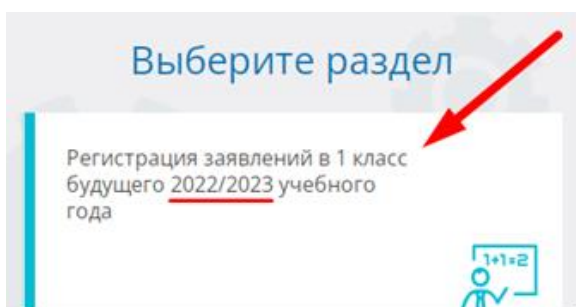 Выберите раздел
Регистрация заявлений в 1 класс
будущего 2022/2023 учебного
года
1+1=2